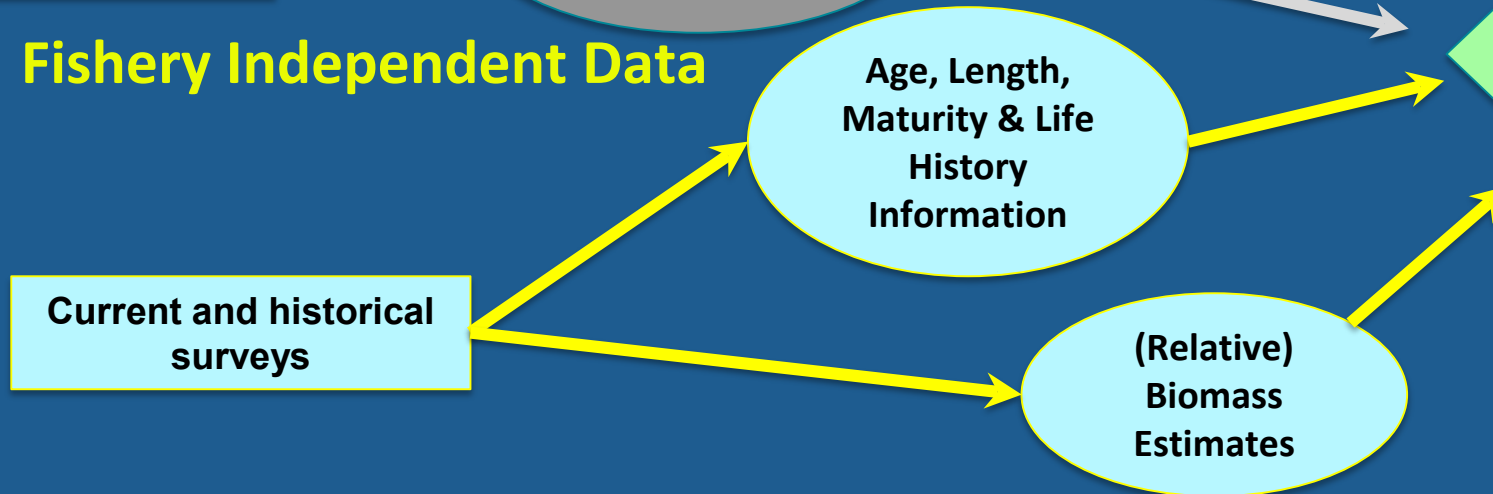 Fishery Independent Data
Age, Length,
Maturity & Life
History
Information
Current and historical
surveys
(Relative)
Biomass
Estimates